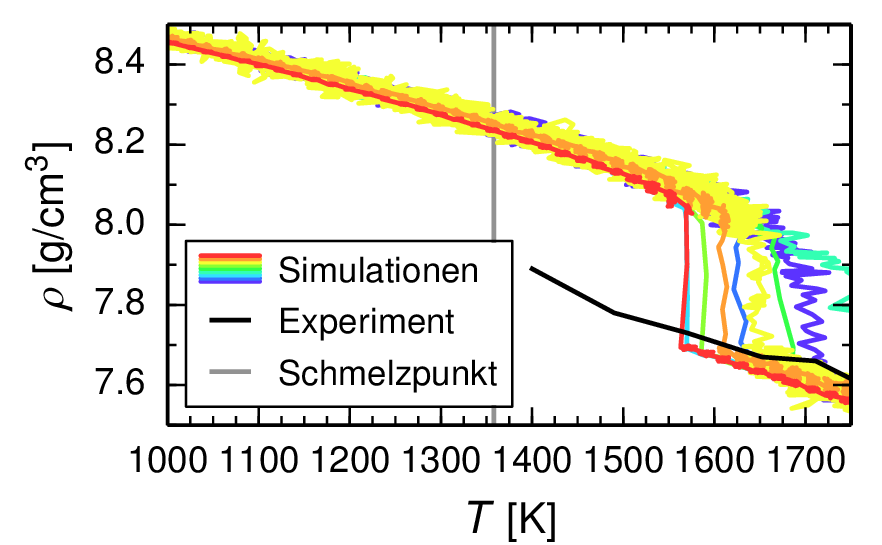 ρ [g/cm³]
8.4
8.2
8.0
7.8
7.6
Simulationen
Experiment
Schmelzpunkt
1000 1100 1200 1300 1400 1500 1600 1700
T [K]